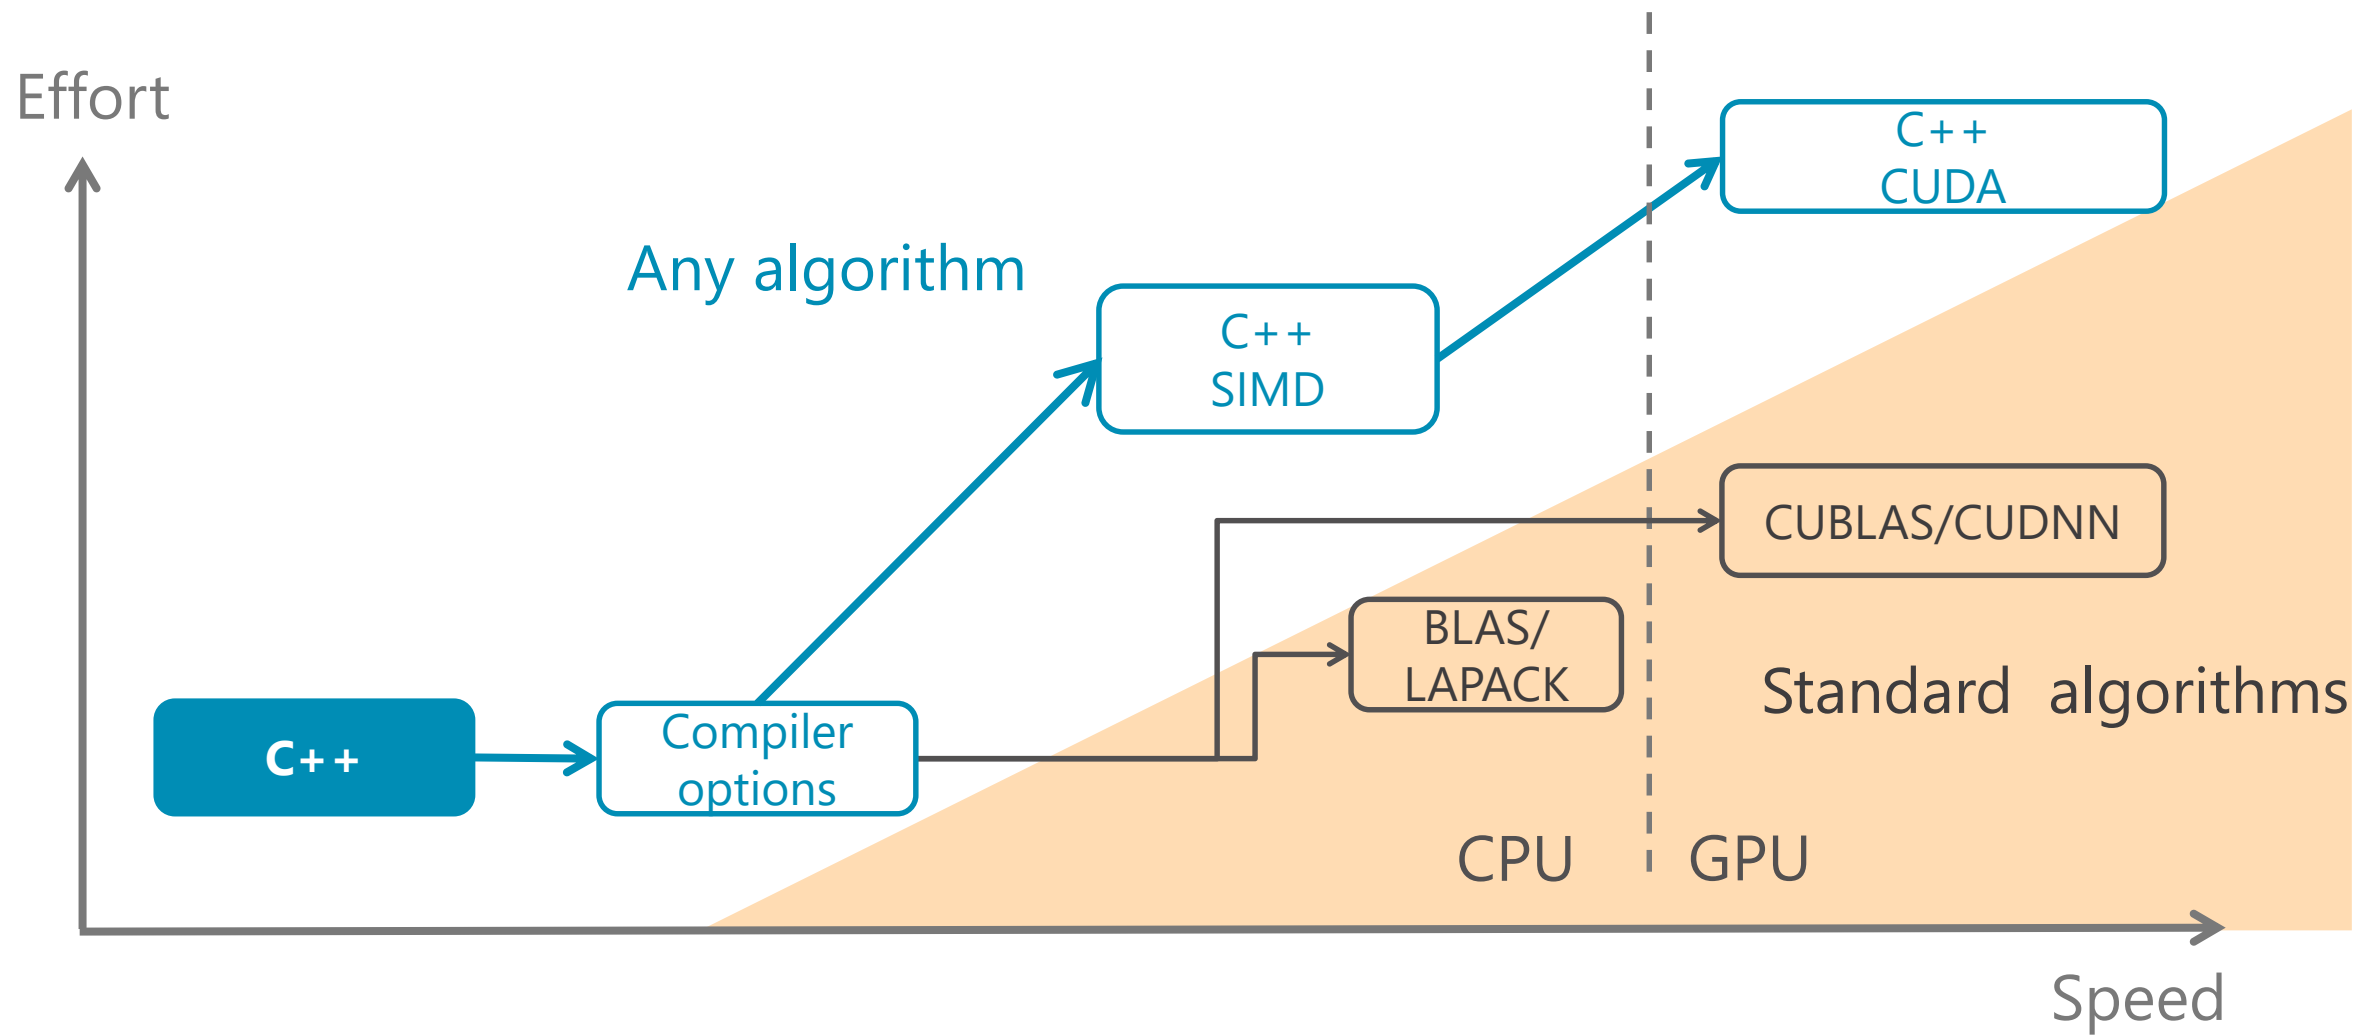 Effort
C++
CUDA
Any algorithm
C++
SIMD
CUBLAS/CUDNN
BLAS/
LAPACK
Standard algorithms
C++
Compiler
options
CPU
GPU
Speed